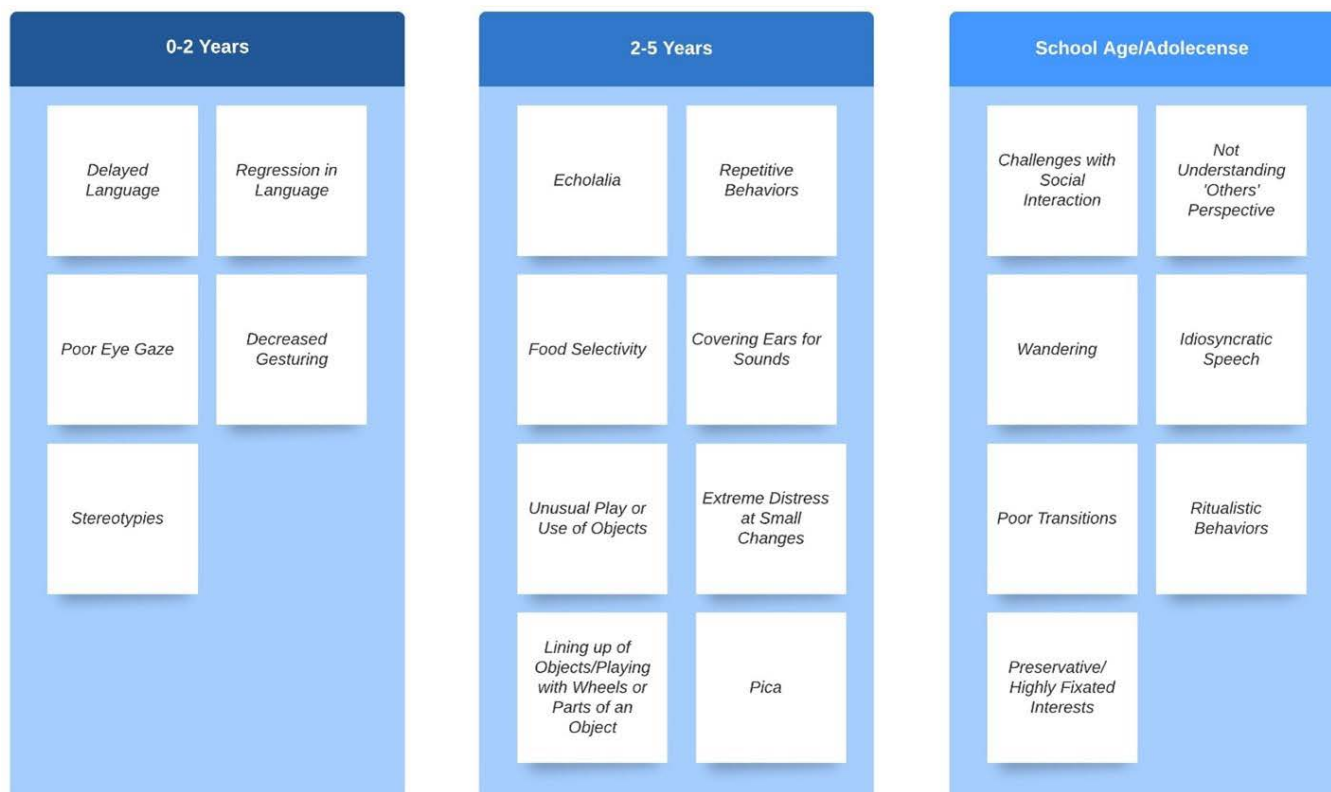 0-2 Years
Delayed
Language
Regression in
Language
Poor Eye Gaze
Decreased
Gesturing
Stereotypies
2-5 Years
Echolalia
Repetitive
Behaviors
Food Selectivity
Covering Ears for
Sounds
Unusual Play or
Use of Objects
Extreme Distress
at Small
Changes
Lining up of
Objects/Playing
with Wheels or
Parts of an
Object
Pica
School Age/Adolecense
Challenges with
Social
Interaction
Not
Understanding
'Others'
Perspective
Wandering
Idiosyncratic
Speech
Poor Transitions
Ritualistic
Behaviors
Preservative/
Highly Fixated
Interests